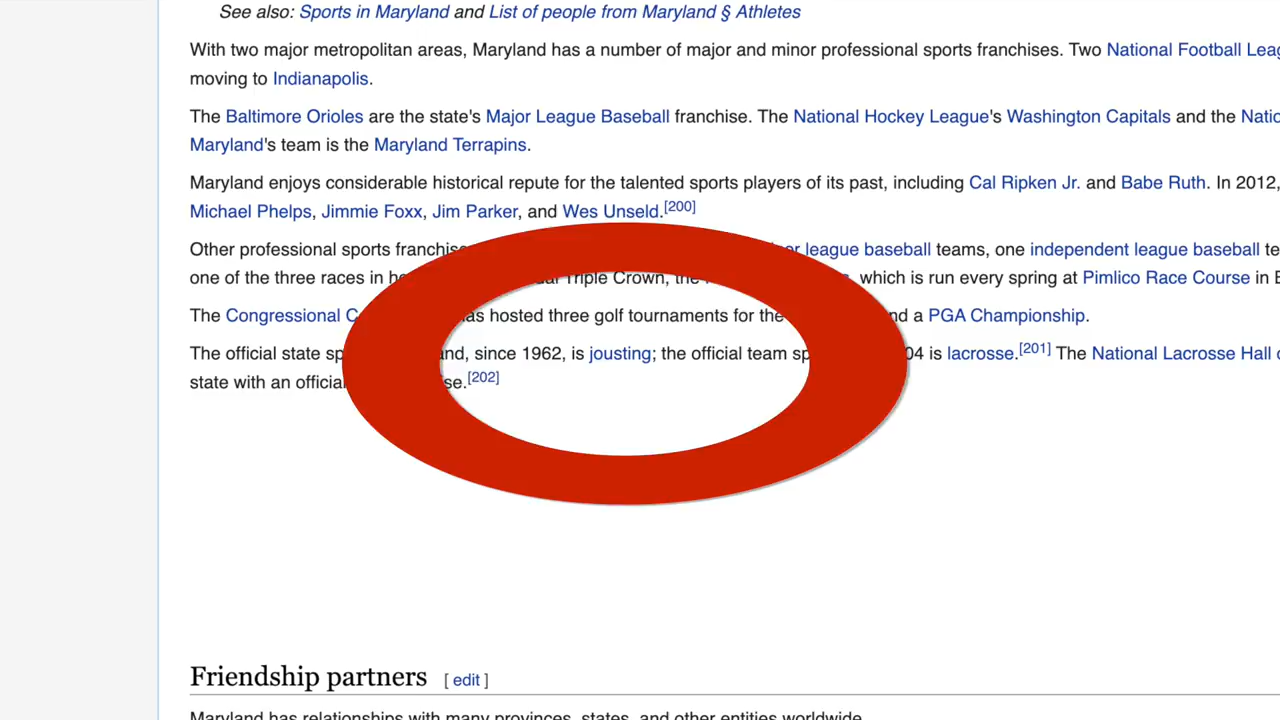 See also: Sports in Maryland and List of people from Maryland § Athletes
With two major metropolitan areas, Maryland has a number of major and minor professional sports franchises. Two National Football
moving to Indianapolis.
The Baltimore Orioles are the state's Major League Baseball franchise. The National Hockey League's Washington Capitals and the
Maryland's team is the Maryland Terrapins.
Maryland enjoys considerable historical repute for the talented sports players of its past, including Cal Ripken Jr. and Babe Ruth. In 2012,
Michael Phelps, Jimmie Foxx, Jim Parker, and Wes Unseld.[200]
Other professional sports league baseball teams, one independent league baseball
one of the three races in Triple Crown, the which is run every spring at Pimlico Race Course in
The Congressional has hosted three golf tournaments for the and a PGA Championship.
The official state since 1962, is jousting; the official team is lacrosse.[201] The National Lacrosse Hall
state with an official [202]
Friendship partners [ edit ]
Maryland has relationships with many provinces, states, and other entities worldwide.